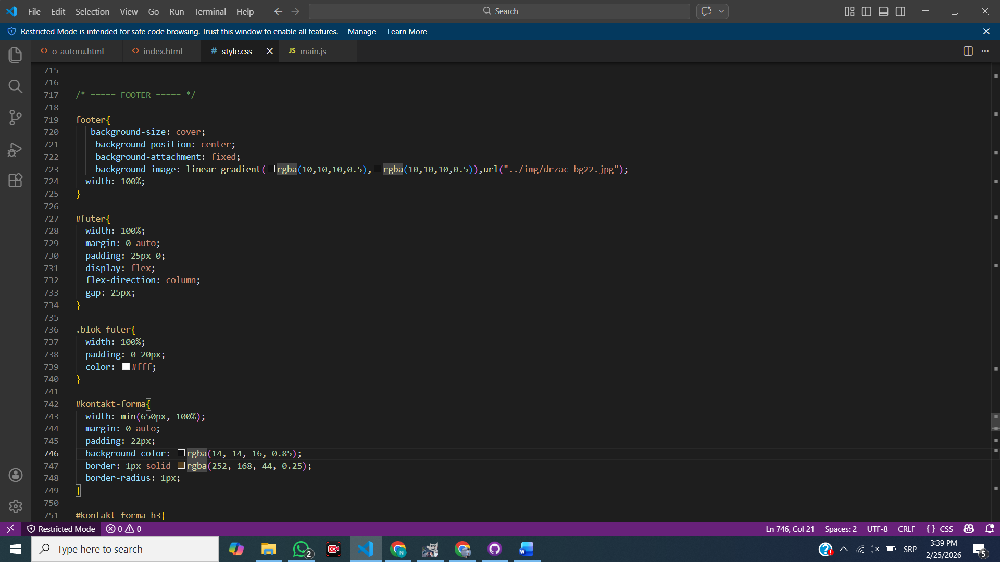 File Edit Selection View Go Run Terminal Help Search
Restricted Mode is intended for safe code browsing. Trust this window to enable all features. Manage Learn More
<> o-autoru.html <> index.html # style.css JS main.js
715
716
717 /* ===== FOOTER ===== */
718
719 footer{
720 background-size: cover;
721 background-position: center;
722 background-attachment: fixed;
723 background-image: linear-gradient(rgba(10,10,10,0.5),rgba(10,10,10,0.5)),url("../img/drzac-bg22.jpg");
724 width: 100%;
725 }
726
727 #futer{
728 width: 100%;
729 margin: 0 auto;
730 padding: 25px 0;
731 display: flex;
732 flex-direction: column;
733 gap: 25px;
734 }
735
736 .blok-futer{
737 width: 100%;
738 padding: 0 20px;
739 color: #fff;
740 }
741
742 #kontakt-forma{
743 width: min(650px, 100%);
744 margin: 0 auto;
745 padding: 22px;
746 background-color: rgba(14, 14, 16, 0.85);
747 border: 1px solid rgba(252, 168, 44, 0.25);
748 border-radius: 1px;
749 }
750
751 #kontakt-forma h3{
Restricted Mode 0 0 Ln 746, Col 21 Spaces: 2 UTF-8 CRLF {} CSS
Type here to search 2 N W SRP 3:39 PM
2/25/2026 5